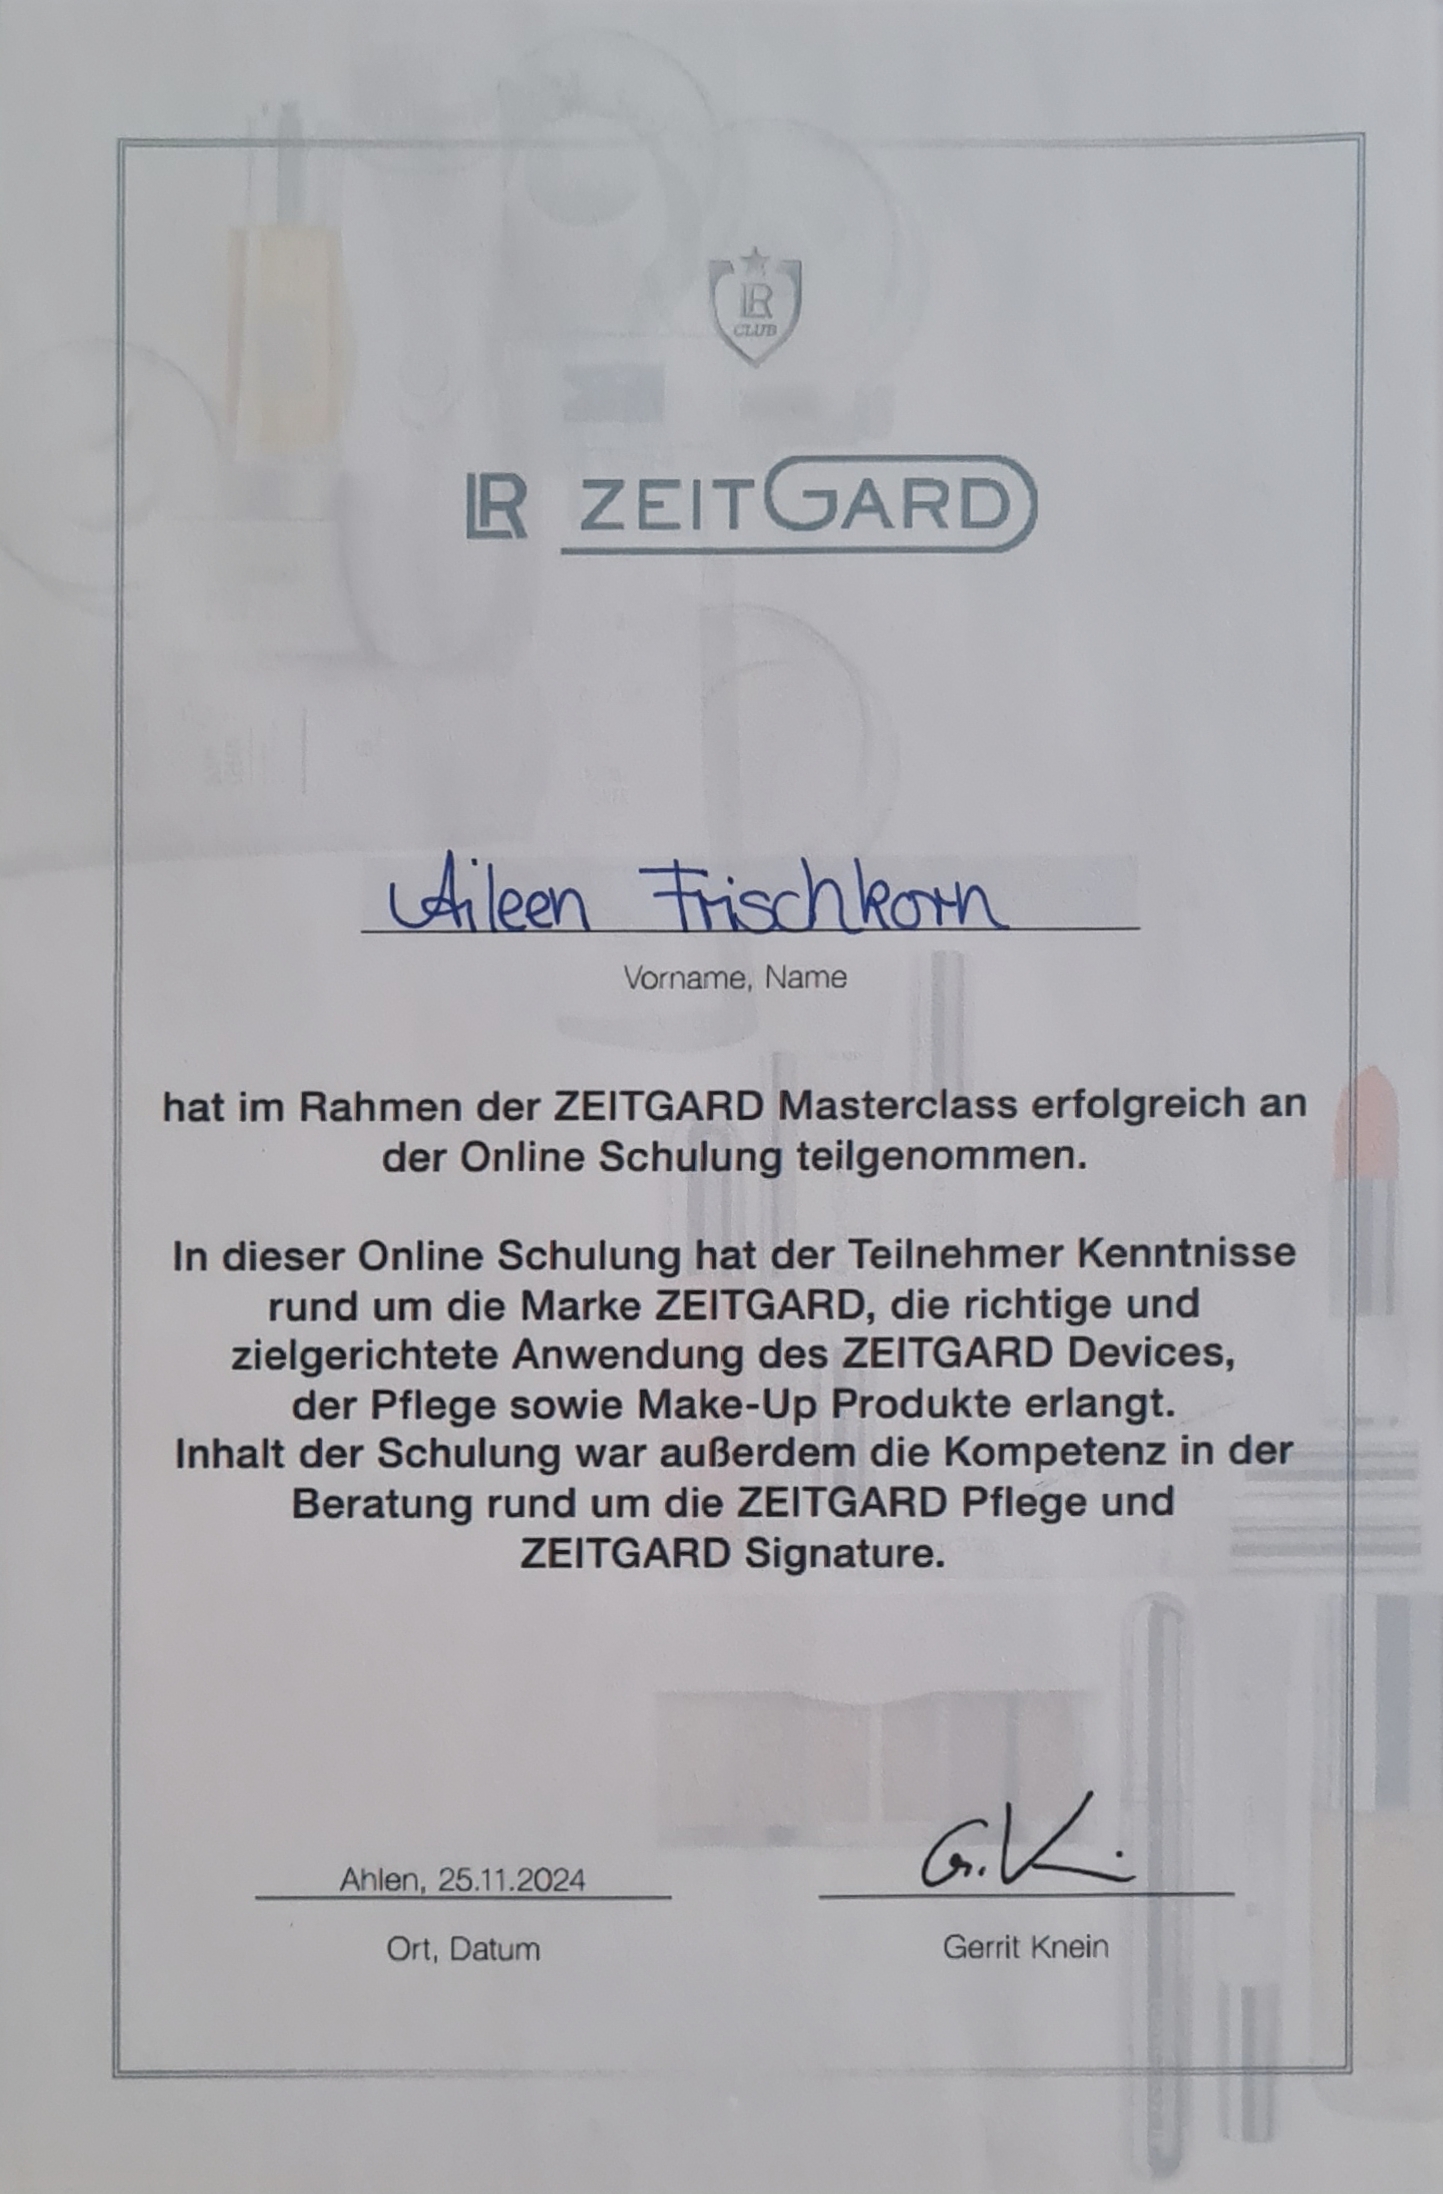 LR
CLUB
LR ZEITGARD
Aileen Frischkorn
Vorname, Name
hat im Rahmen der ZEITGARD Masterclass erfolgreich an
der Online Schulung teilgenommen.
In dieser Online Schulung hat der Teilnehmer Kenntnisse
rund um die Marke ZEITGARD, die richtige und
zielgerichtete Anwendung des ZEITGARD Devices,
der Pflege sowie Make-Up Produkte erlangt.
Inhalt der Schulung war außerdem die Kompetenz in der
Beratung rund um die ZEITGARD Pflege und
ZEITGARD Signature.
Ahlen, 25.11.2024
Ort, Datum
G. K
Gerrit Knein